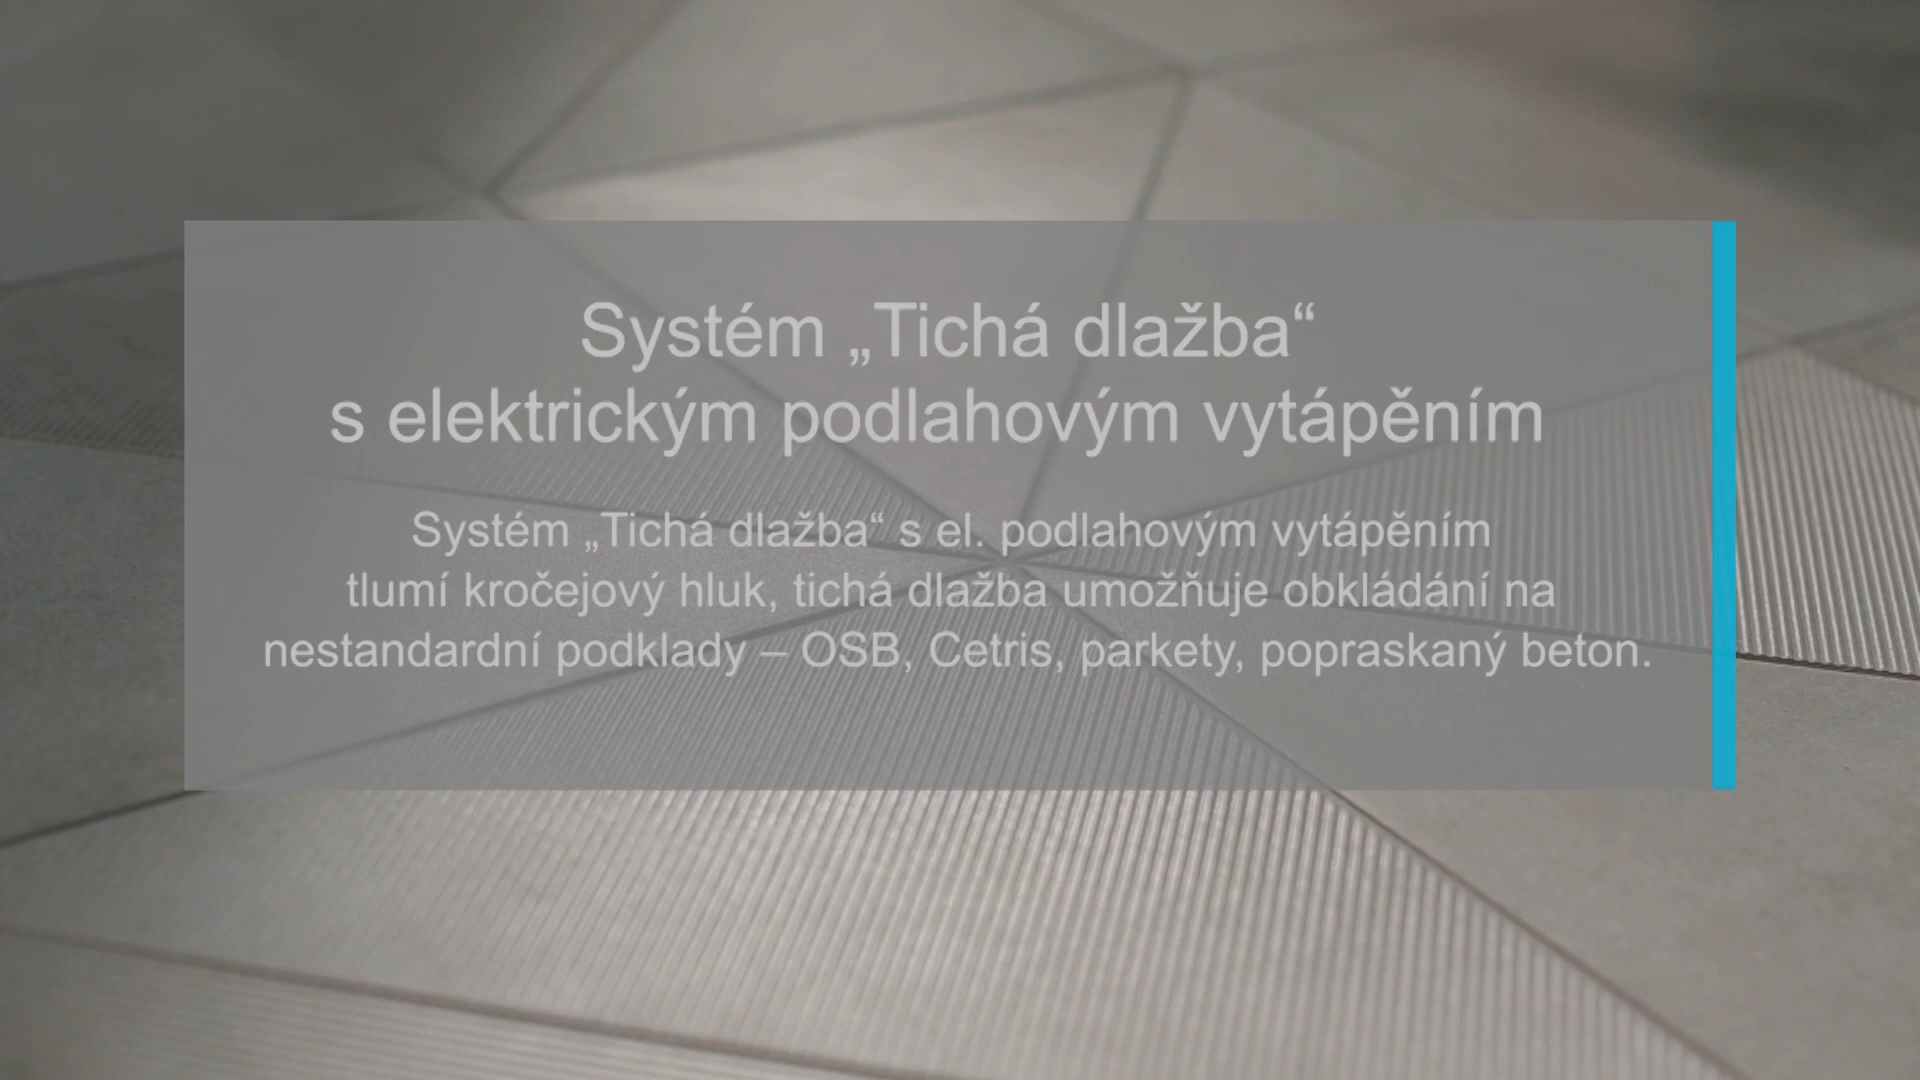 Systém „Tichá dlažba“
s elektrickým podlahovým vytápěním
Systém „Tichá dlažba“ s el. podlahovým vytápěním
tlumí kročejový hluk, tichá dlažba umožňuje obkládání na
nestandardní podklady – OSB, Cetris, parkety, popraskaný beton.